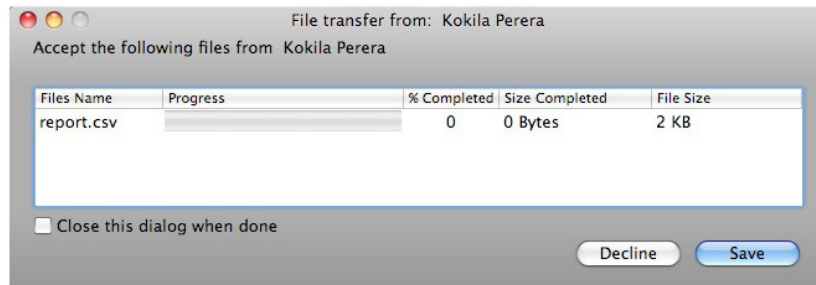 File transfer from: Kokila Perera
Accept the following files from Kokila Perera
Files Name Progress % Completed Size Completed File Size
report.csv 0 0 Bytes 2 KB
Close this dialog when done
Decline Save